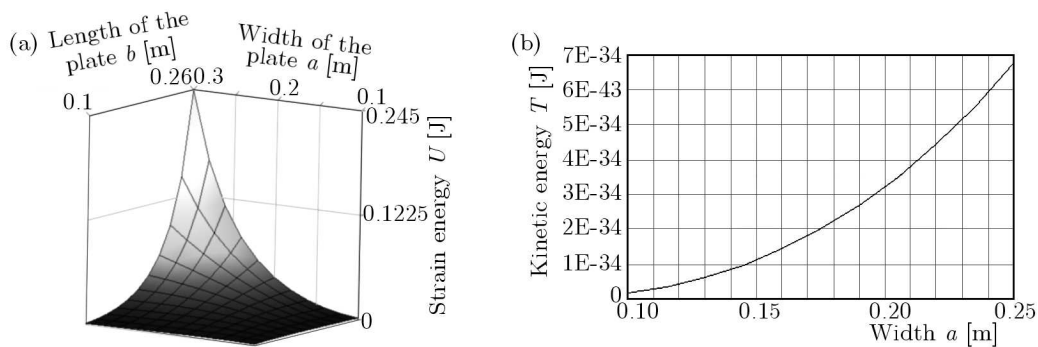 (a)
Length of the
plate b [m]
Width of the
plate a [m]
0.1
0.260.3
0.2
0.1
0.245
0.1225
0
Strain energy U [J]
(b)
Kinetic energy T [J]
7E-34
6E-43
5E-34
4E-34
3E-34
2E-34
1E-34
0
0.10
0.15
0.20
0.25
Width a [m]